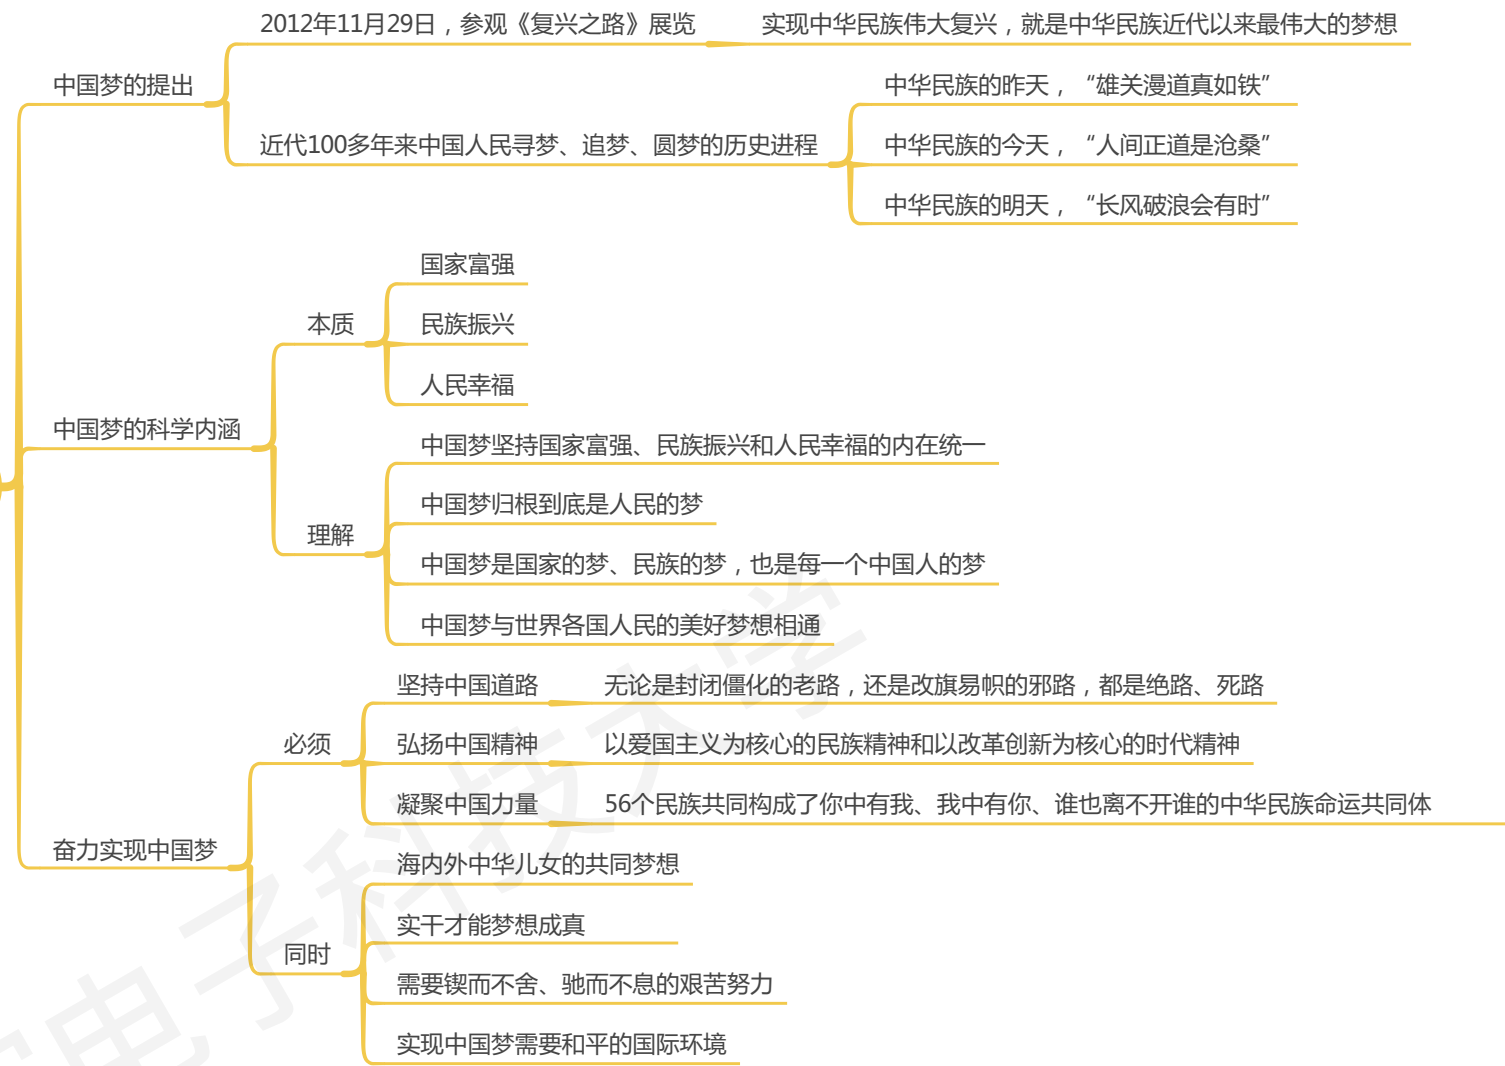 2012年11月29日，参观《复兴之路》展览
实现中华民族伟大复兴，就是中华民族近代以来最伟大的梦想
中国梦的提出
中华民族的昨天，“雄关漫道真如铁”
近代100多年来中国人民寻梦、追梦、圆梦的历史进程
中华民族的今天，“人间正道是沧桑”
中华民族的明天，“长风破浪会有时”
国家富强
本质
民族振兴
人民幸福
中国梦的科学内涵
中国梦坚持国家富强、民族振兴和人民幸福的内在统一
中国梦归根到底是人民的梦
理解
中国梦是国家的梦、民族的梦，也是每一个中国人的梦
中国梦与世界各国人民的美好梦想相通
坚持中国道路
无论是封闭僵化的老路，还是改旗易帜的邪路，都是绝路、死路
必须
弘扬中国精神
以爱国主义为核心的民族精神和以改革创新为核心的时代精神
凝聚中国力量
56个民族共同构成了你中有我、我中有你、谁也离不开谁的中华民族命运共同体
奋力实现中国梦
海内外中华儿女的共同梦想
实干才能梦想成真
同时
需要锲而不舍、驰而不息的艰苦努力
实现中国梦需要和平的国际环境
电子科技大学